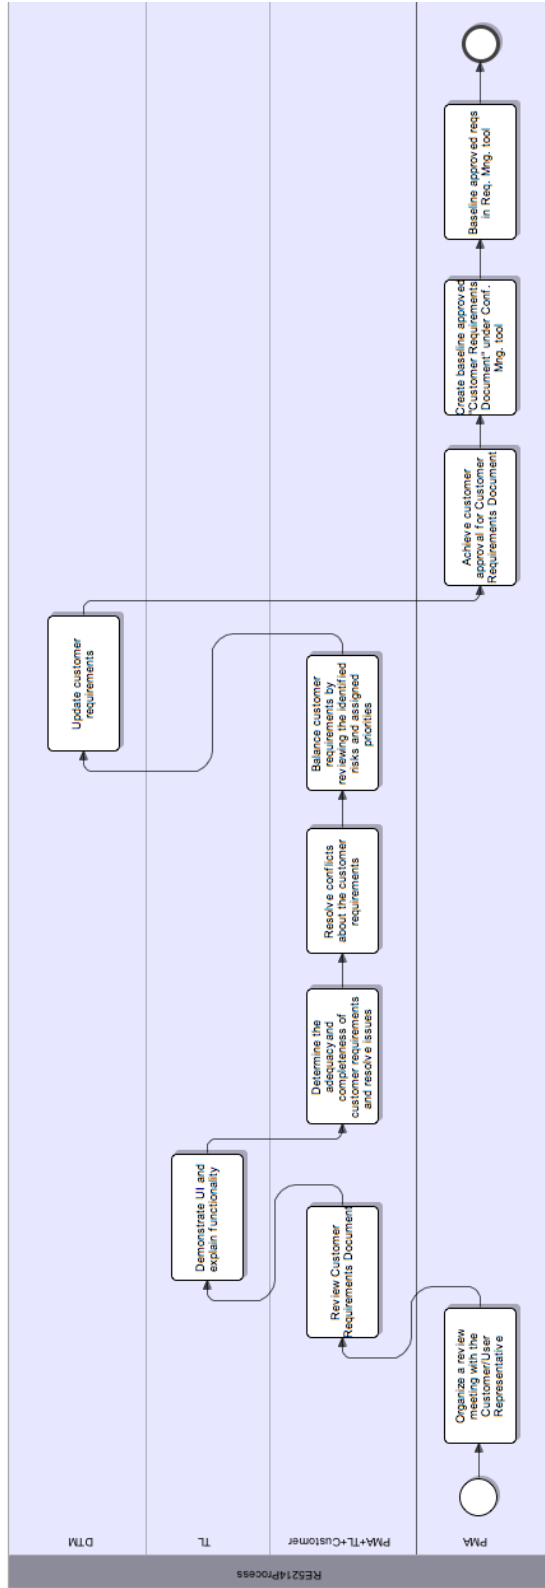 RE5214Process
DTM
TL
PMA+TL+Customer
PMA
Organize a review
meeting with the
Customer/User
Representative
Review Customer
Requirements Document
Demonstrate UI and
explain functionality
Determine the
adequacy and
completeness of
customer requirements
and resolve issues
Resolve conflicts
about the customer
requirements
Balance customer
requirements by
reviewing the identified
risks and assigned
priorities
Update customer
requirements
Achieve customer
approval for Customer
Requirements Document
Create baseline approved
"Customer Requirements
Document" under Conf.
Mng. tool
Baseline approved reqs
in Req. Mng. tool